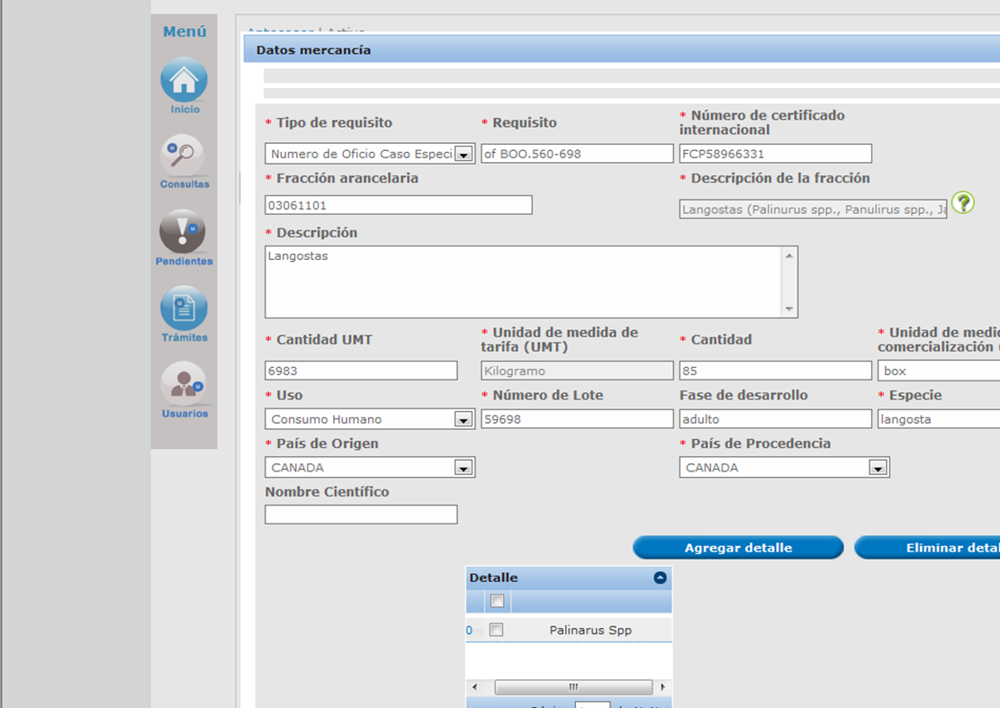 Menú
Inicio
Consultas
Pendientes
Trámites
Usuarios
Datos mercancía
* Tipo de requisito
* Requisito
* Número de certificado
internacional
Numero de Oficio Caso Especi
of BOO.560-698
FCP58966331
* Fracción arancelaria
* Descripción de la fracción
03061101
Langostas (Palinurus spp., Panulirus spp., Ja
* Descripción
Langostas
* Cantidad UMT
* Unidad de medida de
tarifa (UMT)
* Cantidad
* Unidad de medi
comercialización
6983
Kilogramo
85
box
* Uso
* Número de Lote
Fase de desarrollo
* Especie
Consumo Humano
59698
adulto
langosta
* País de Origen
* País de Procedencia
CANADA
CANADA
Nombre Científico
Agregar detalle
Eliminar detal
Detalle
0
Palinarus Spp